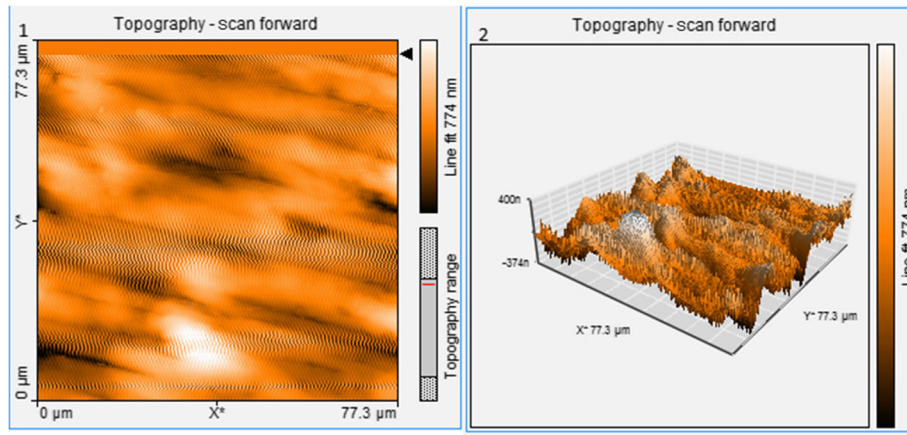 1
Topography - scan forward
77.3 µm
Y*
0 µm
0 µm
X*
77.3 µm
Line fit 774 nm
Topography range
2
Topography - scan forward
400n
-374n
X* 77.3 µm
Y* 77.3 µm